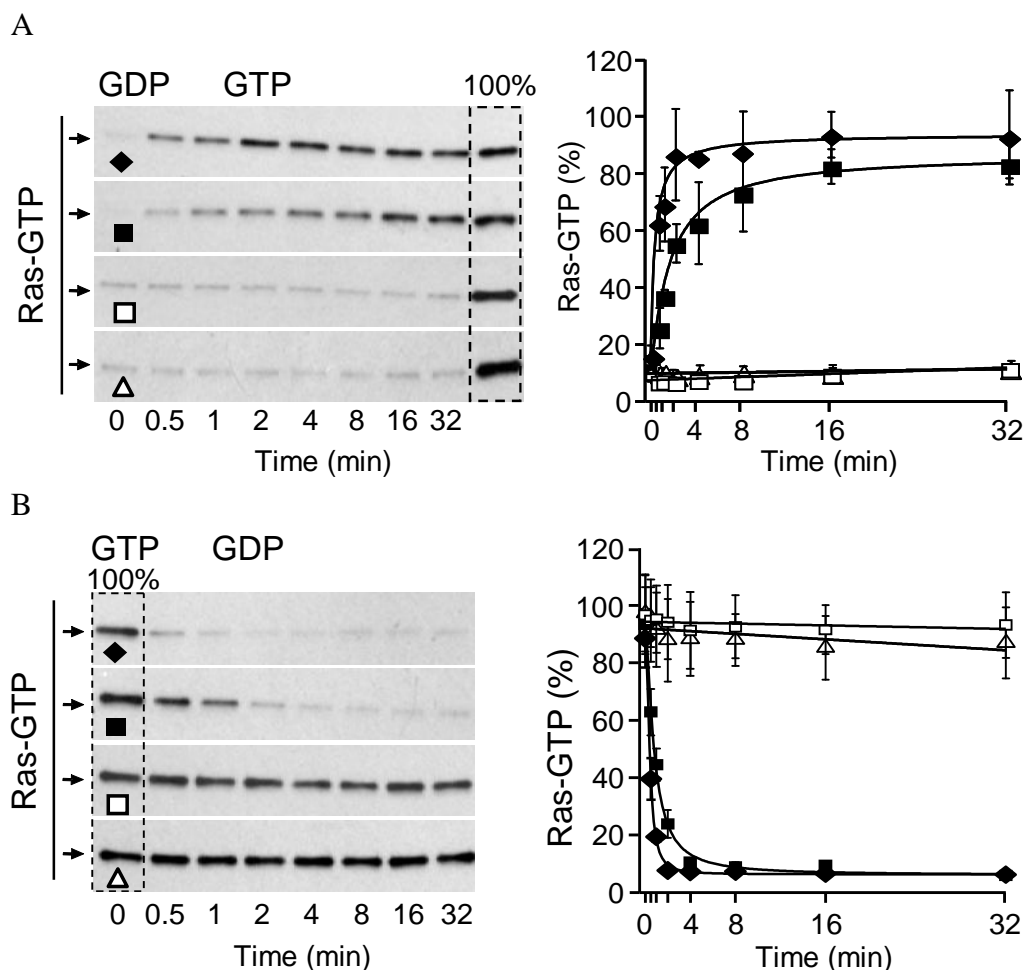 A
GDP GTP 100%
Ras-GTP
0 0.5 1 2 4 8 16 32
Time (min)
120
100
80
60
40
20
0
Ras-GTP (%)
0 4 8 16 32
Time (min)
B
GTP GDP
100%
Ras-GTP
0 0.5 1 2 4 8 16 32
Time (min)
120
100
80
60
40
20
0
Ras-GTP (%)
0 4 8 16 32
Time (min)